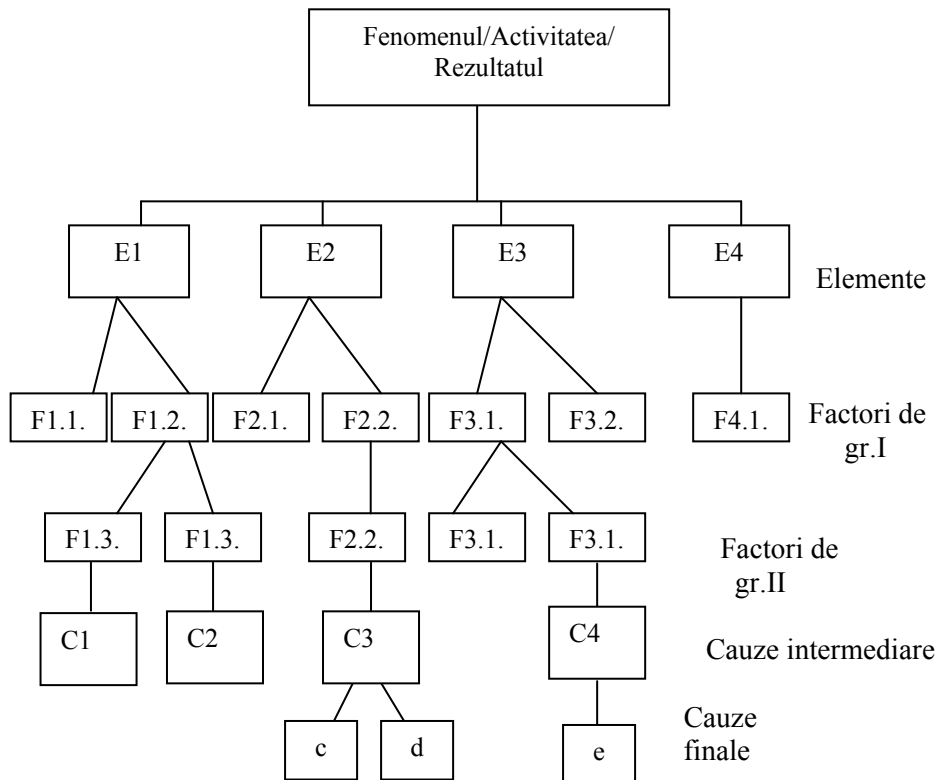 Fenomenul/Activitatea/
Rezultatul
E1 E2 E3 E4
Elemente
F1.1. F1.2. F2.1. F2.2. F3.1. F3.2. F4.1.
Factori de
gr.I
F1.3. F1.3. F2.2. F3.1. F3.1.
Factori de
gr.II
C1 C2 C3 C4
Cauze intermediare
Cauze
finale
c d e